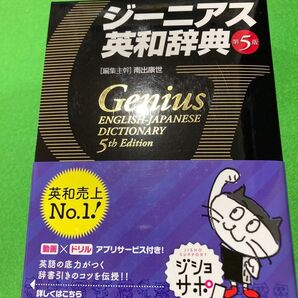 ジーニアス
英和辞典 第5版
[編集主幹] 南出康世
Genius
ENGLISH-JAPANESE
DICTIONARY
5th Edition
英和売上
No.1!
動画×ドリル アプリサービス付き!
英語の底力がつく
辞書引きのコツを伝授!!
詳しくはこちら
JISHO
SUPPORT
ジショ
サポ